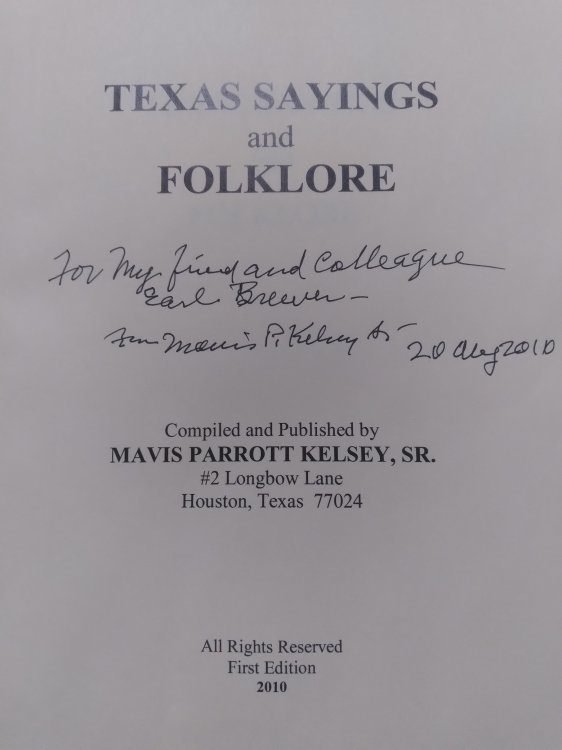 TEXAS SAYINGS
and
FOLKLORE
For My friend and Colleague
Earl Brewer –
from Mavis P. Kelsey Sr – 20 Aug 2010
Compiled and Published by
MAVIS PARROTT KELSEY, SR.
#2 Longbow Lane
Houston, Texas 77024
All Rights Reserved
First Edition
2010